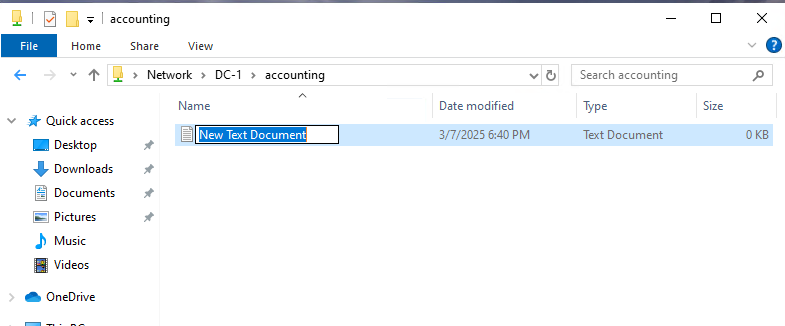 accounting
File Home Share View
Network DC-1 accounting Search accounting
Name Date modified Type Size
New Text Document 3/7/2025 6:40 PM Text Document 0 KB
Quick access
Desktop
Downloads
Documents
Pictures
Music
Videos
OneDrive